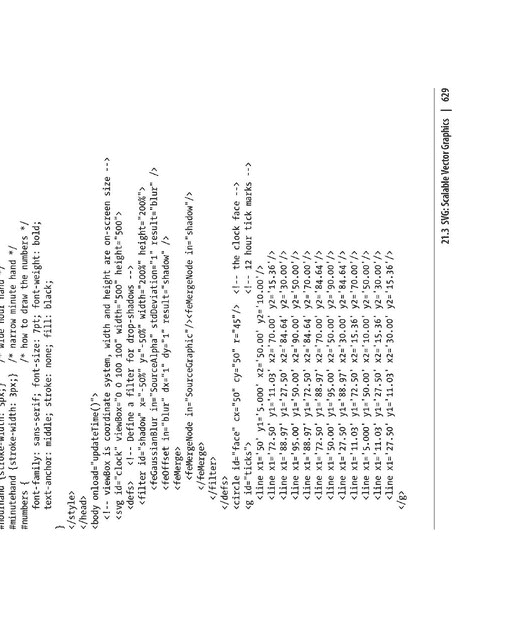 #hourhand {stroke-width: 5px;} /* wide hour hand */
#minutehand {stroke-width: 3px;} /* narrow minute hand */
#numbers { /* how to draw the numbers */
font-family: sans-serif; font-size: 7pt; font-weight: bold;
text-anchor: middle; stroke: none; fill: black;
}
</style>
</head>
<body onload="updateTime()">
<!-- viewBox is coordinate system, width and height are on-screen size -->
<svg id="clock" viewBox="0 0 100 100" width="500" height="500">
<defs> <!-- Define a filter for drop-shadows -->
<filter id="shadow" x="-50%" y="-50%" width="200%" height="200%">
<feGaussianBlur in="SourceAlpha" stdDeviation="1" result="blur" />
<feOffset in="blur" dx="1" dy="1" result="shadow" />
<feMerge>
<feMergeNode in="SourceGraphic"/><feMergeNode in="shadow"/>
</feMerge>
</filter>
</defs>
<circle id="face" cx="50" cy="50" r="45"/> <!-- the clock face -->
<g id="ticks"> <!-- 12 hour tick marks -->
<line x1='50' y1='5.000' x2='50.00' y2='10.00'/>
<line x1='72.50' y1='11.03' x2='70.00' y2='15.36'/>
<line x1='88.97' y1='27.50' x2='84.64' y2='30.00'/>
<line x1='95.00' y1='50.00' x2='90.00' y2='50.00'/>
<line x1='88.97' y1='72.50' x2='84.64' y2='70.00'/>
<line x1='72.50' y1='88.97' x2='70.00' y2='84.64'/>
<line x1='50.00' y1='95.00' x2='50.00' y2='90.00'/>
<line x1='27.50' y1='88.97' x2='30.00' y2='84.64'/>
<line x1='11.03' y1='72.50' x2='15.36' y2='70.00'/>
<line x1='5.000' y1='50.00' x2='10.00' y2='50.00'/>
<line x1='11.03' y1='27.50' x2='15.36' y2='30.00'/>
<line x1='27.50' y1='11.03' x2='30.00' y2='15.36'/>
</g>
21.3 SVG: Scalable Vector Graphics | 629